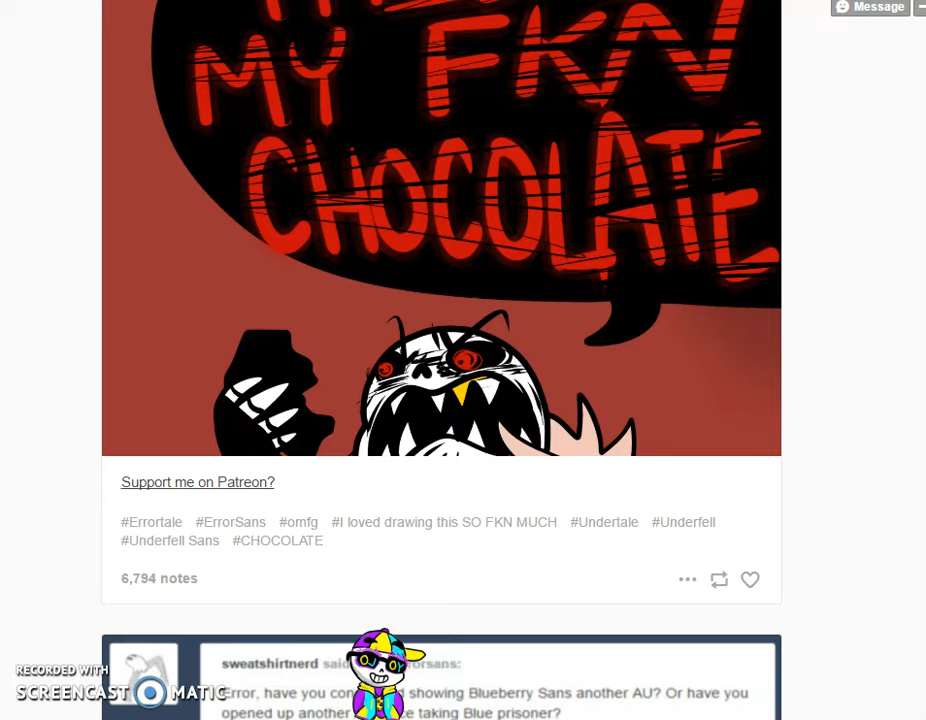 Message
MY FKN
CHOCOLATE
Support me on Patreon?
#Errortale #ErrorSans #omfg #I loved drawing this SO FKN MUCH #Undertale #Underfell
#Underfell Sans #CHOCOLATE
6,794 notes
sweatshirtnerd said
RECORDED WITH
SCREENCAST MATIC
Error, have you con showing Blueberry Sans another AU? Or have you
opened up another taking Blue prisoner?